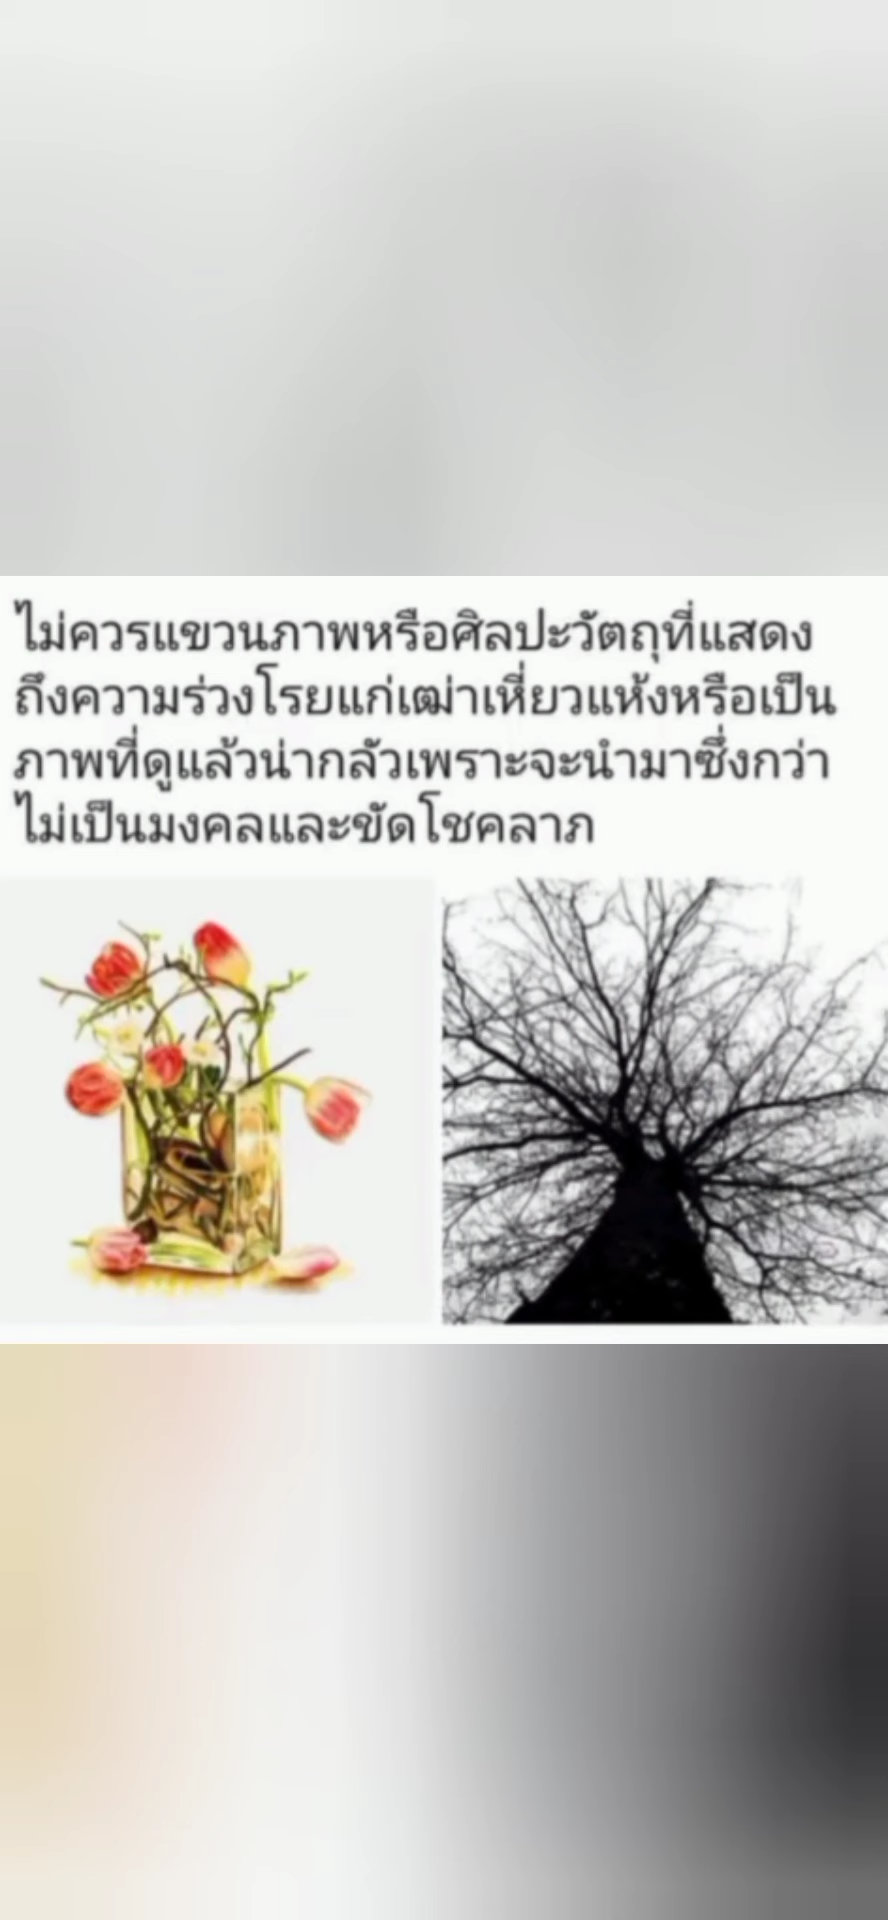 ไม่ควรแขวนภาพหรือศิลปะวัตถุที่แสดง
ถึงความร่วงโรยแก่เฒ่าเหี่ยวแห้งหรือเป็น
ภาพที่ดูแล้วน่ากลัวเพราะจะนำมาซึ่งกว่า
ไม่เป็นมงคลและขัดโชคลาภ